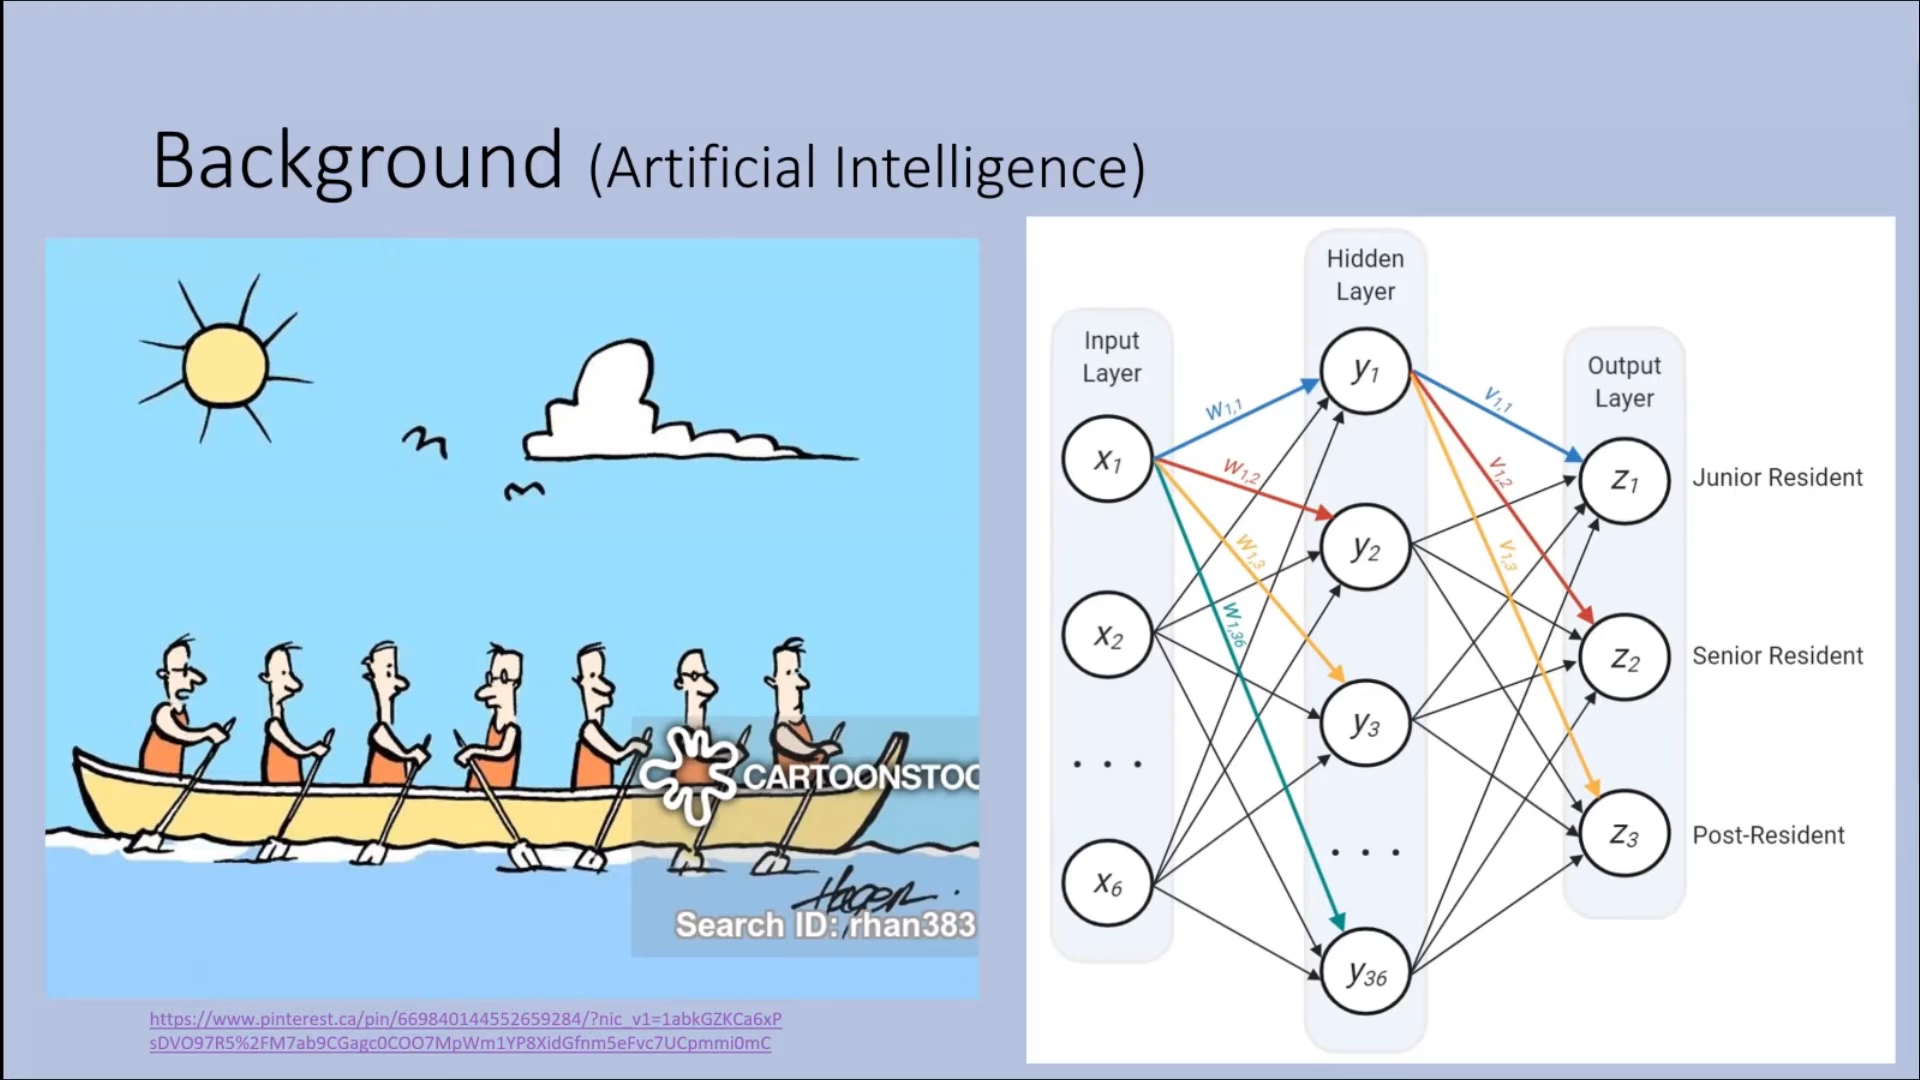 Background (Artificial Intelligence)
CARTOONSTOC
Search ID: rhan383
https://www.pinterest.ca/pin/669840144552659284/?nic_v1=1abkGZKCa6xP
sDVO97R5%2FM7ab9CGagc0COO7MpWm1YP8XidGfnm5eFvc7UCpmmi0mC
Input
Layer
x1
x2
. . .
x6
W1,1
W1,2
W1,3
W1,36
Hidden
Layer
y1
y2
y3
. . .
y36
V1,1
V1,2
V1,3
Output
Layer
z1
Junior Resident
z2
Senior Resident
z3
Post-Resident